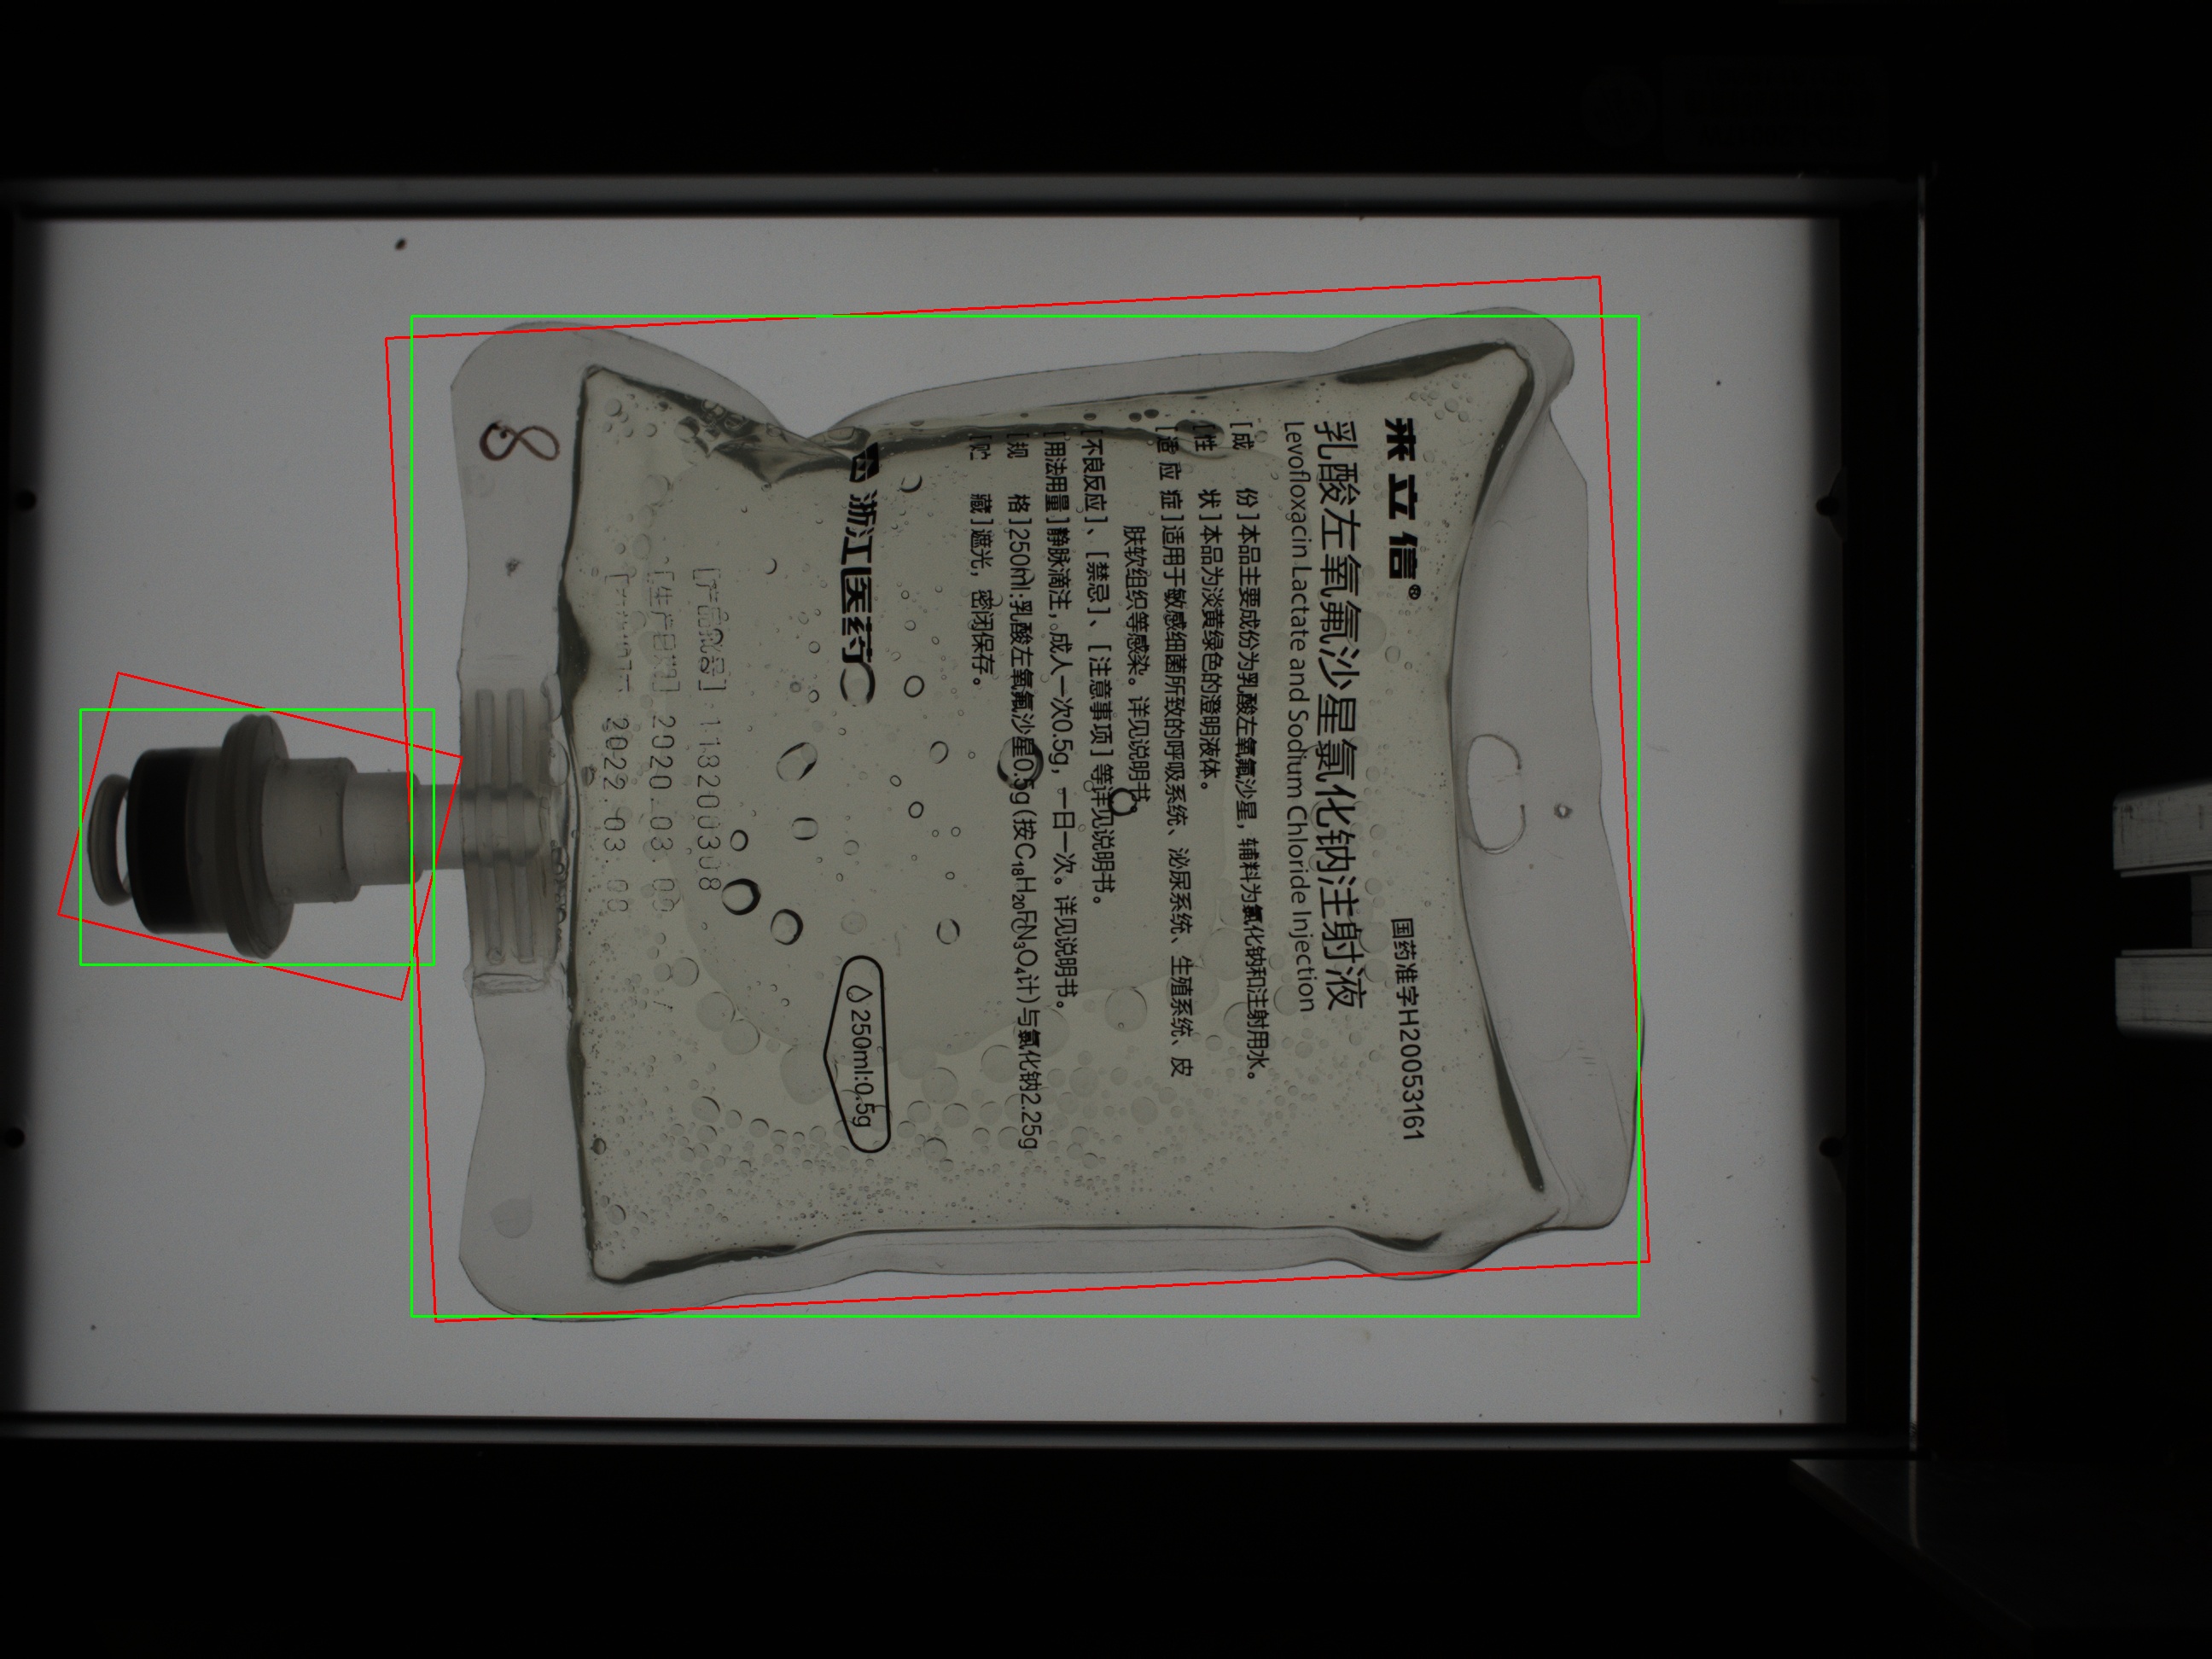 来立信®
国药准字H20053161
乳酸左氧氟沙星氯化钠注射液
Levofloxacin Lactate and Sodium Chloride Injection
[成 份]本品主要成份为乳酸左氧氟沙星，辅料为氯化钠和注射用水。
[性 状]本品为淡黄绿色的澄明液体。
[适 应 症]适用于敏感细菌所致的呼吸系统、泌尿系统、生殖系统、皮
肤软组织等感染。详见说明书。
[不良反应]、[禁忌]、[注意事项]等详见说明书。
[用法用量]静脉滴注，成人一次0.5g，一日一次。详见说明书。
[规 格]250ml:乳酸左氧氟沙星0.5g(按C₁₈H₂₀FN₃O₄计)与氯化钠2.25g
[贮 藏]遮光，密闭保存。
浙江医药
250ml:0.5g
[产品批号] 118200308
[生产日期] 2020.03.09
2022.03.
8